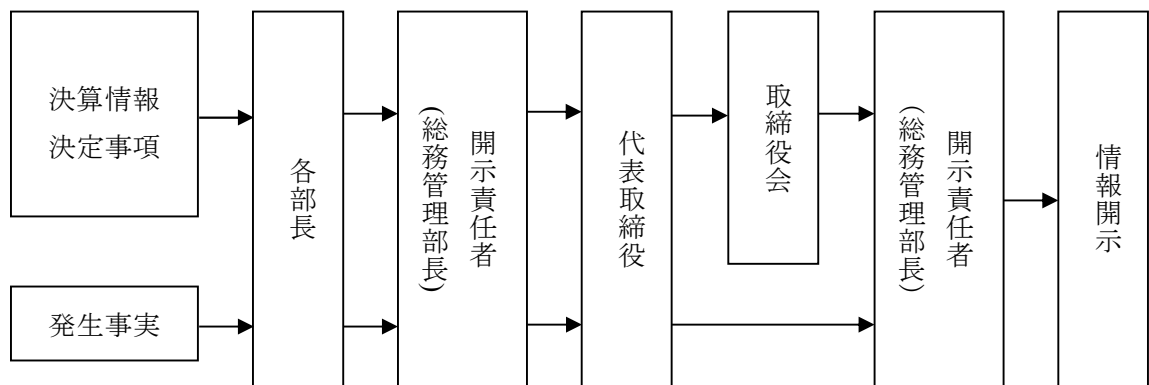 決算情報
決定事項
発生事実
各部長
開示責任者
(総務管理部長)
代表取締役
取締役会
開示責任者
(総務管理部長)
情報開示